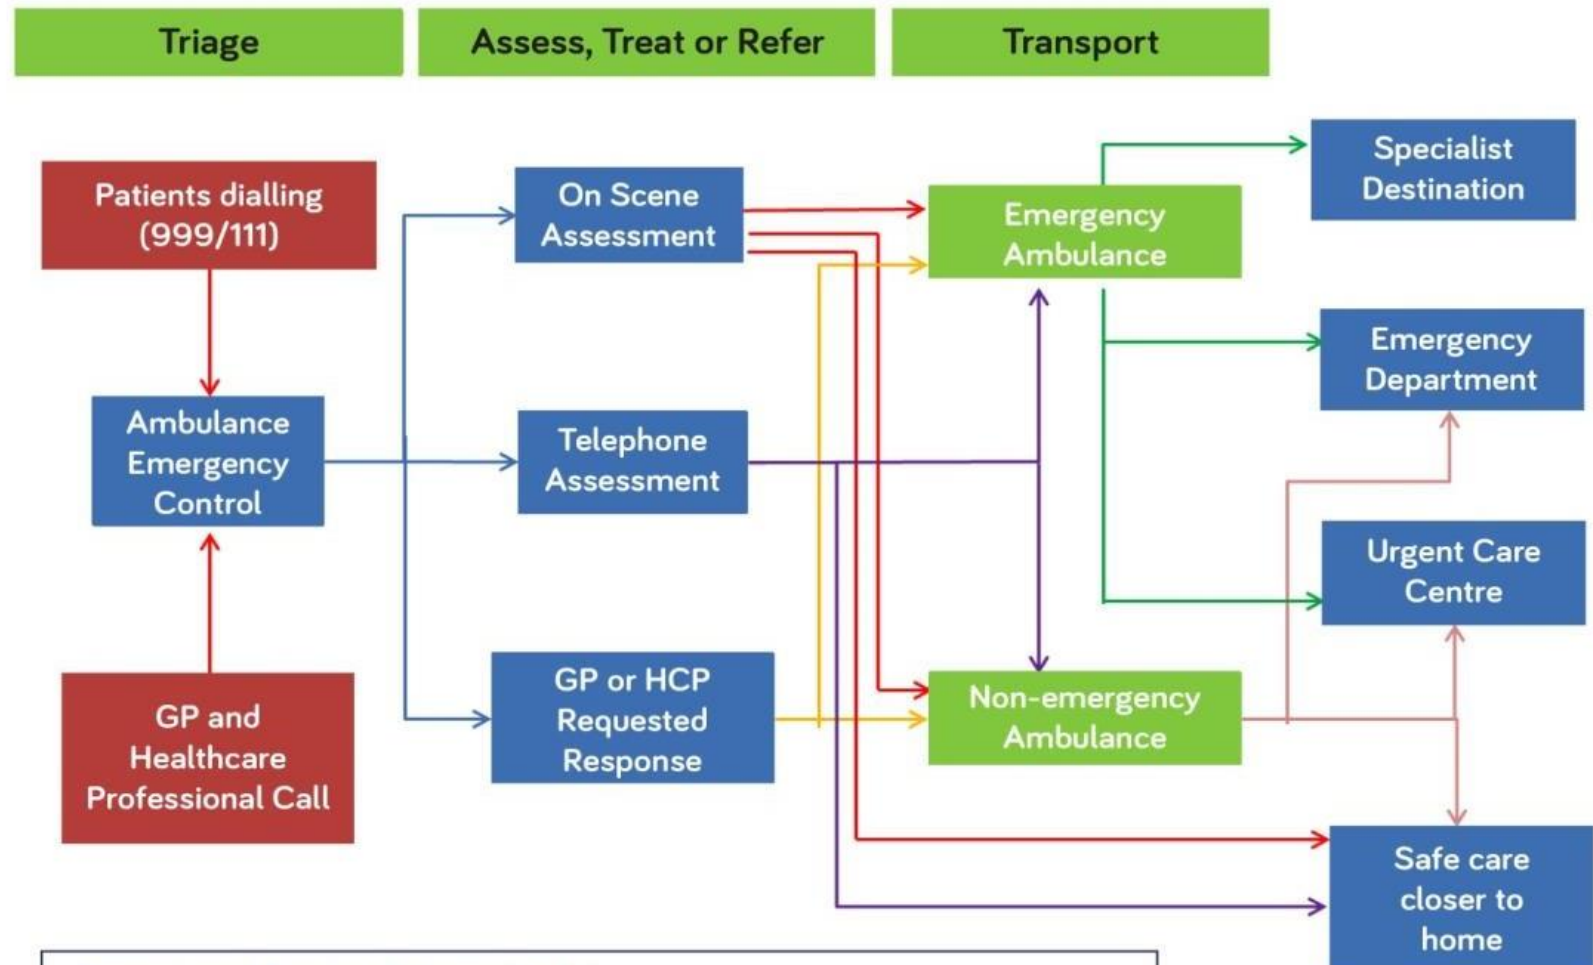 Triage
Assess, Treat or Refer
Transport
Patients dialling
(999/111)
Ambulance
Emergency
Control
GP and
Healthcare
Professional Call
On Scene
Assessment
Telephone
Assessment
GP or HCP
Requested
Response
Emergency
Ambulance
Non-emergency
Ambulance
Specialist
Destination
Emergency
Department
Urgent Care
Centre
Safe care
closer to
home